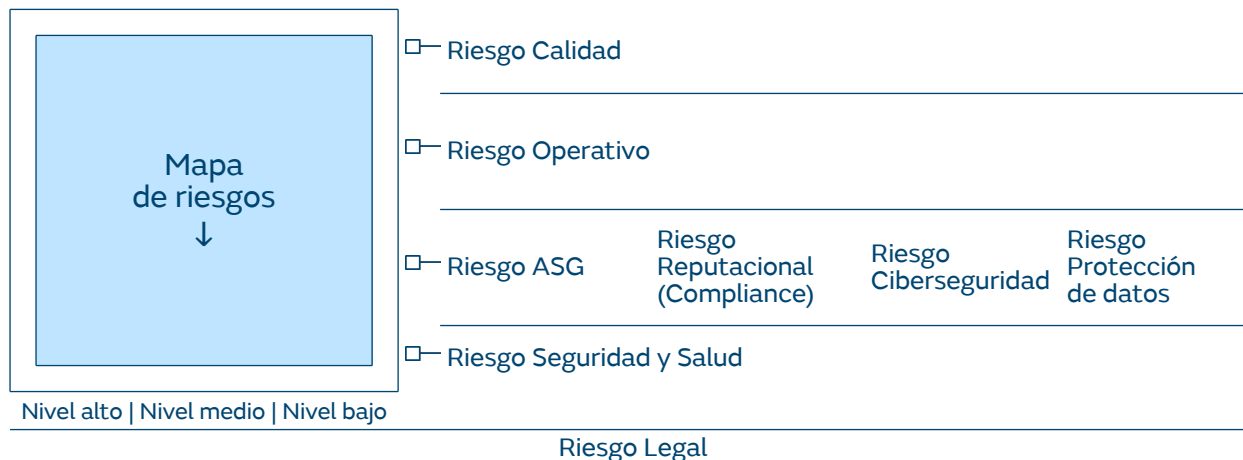 Mapa
de riesgos
↓
Nivel alto | Nivel medio | Nivel bajo
Riesgo Calidad
Riesgo Operativo
Riesgo ASG
Riesgo
Reputacional
(Compliance)
Riesgo
Ciberseguridad
Riesgo
Protección
de datos
Riesgo Seguridad y Salud
Riesgo Legal